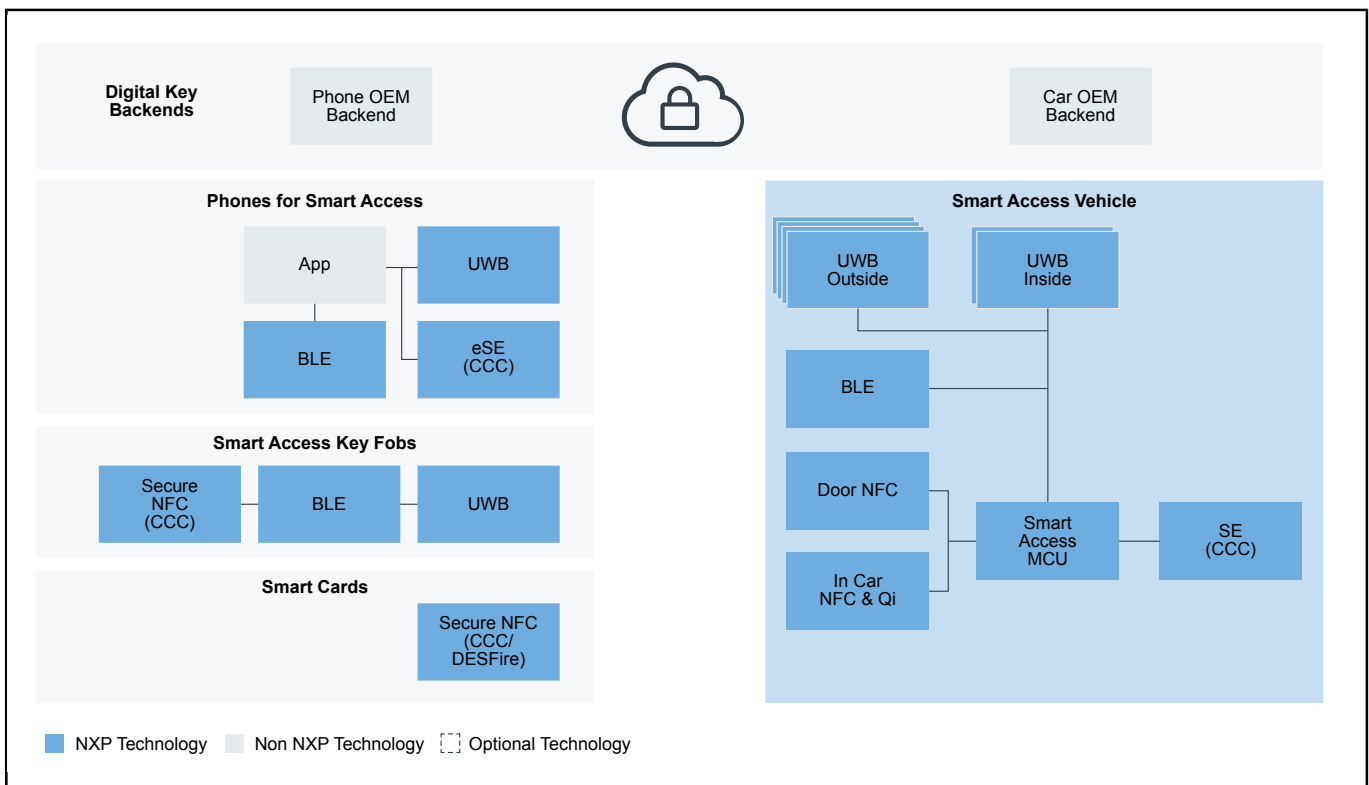 Digital Key
Backends
Phone OEM
Backend
Car OEM
Backend
Phones for Smart Access
App
UWB
BLE
eSE
(CCC)
Smart Access Key Fobs
Secure
NFC
(CCC)
BLE
UWB
Smart Cards
Secure NFC
(CCC/
DESFire)
Smart Access Vehicle
UWB
Outside
UWB
Inside
BLE
Door NFC
In Car
NFC & Qi
Smart
Access
MCU
SE
(CCC)
NXP Technology
Non NXP Technology
Optional Technology